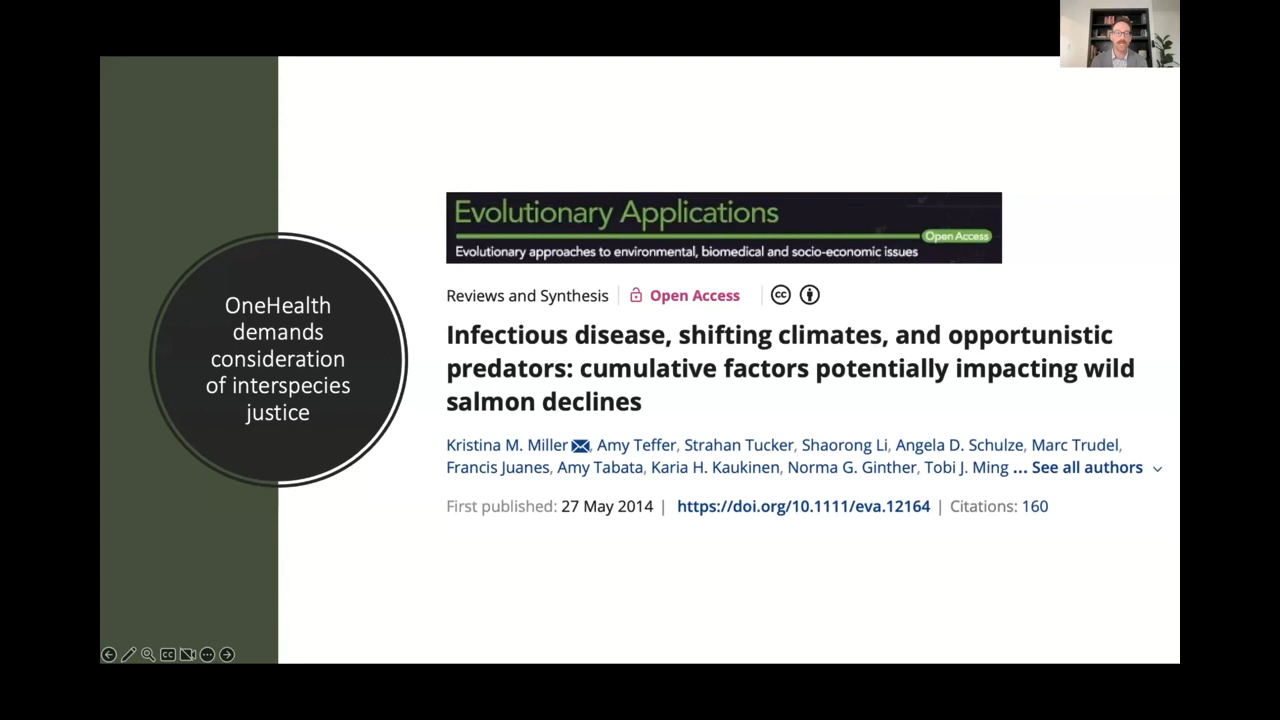 OneHealth
demands
consideration
of interspecies
justice
Evolutionary Applications
Open Access
Evolutionary approaches to environmental, biomedical and socio-economic issues
Reviews and Synthesis | Open Access |
Infectious disease, shifting climates, and opportunistic
predators: cumulative factors potentially impacting wild
salmon declines
Kristina M. Miller, Amy Teffer, Strahan Tucker, Shaorong Li, Angela D. Schulze, Marc Trudel,
Francis Juanes, Amy Tabata, Karia H. Kaukinen, Norma G. Ginther, Tobi J. Ming ... See all authors
First published: 27 May 2014 | https://doi.org/10.1111/eva.12164 | Citations: 160